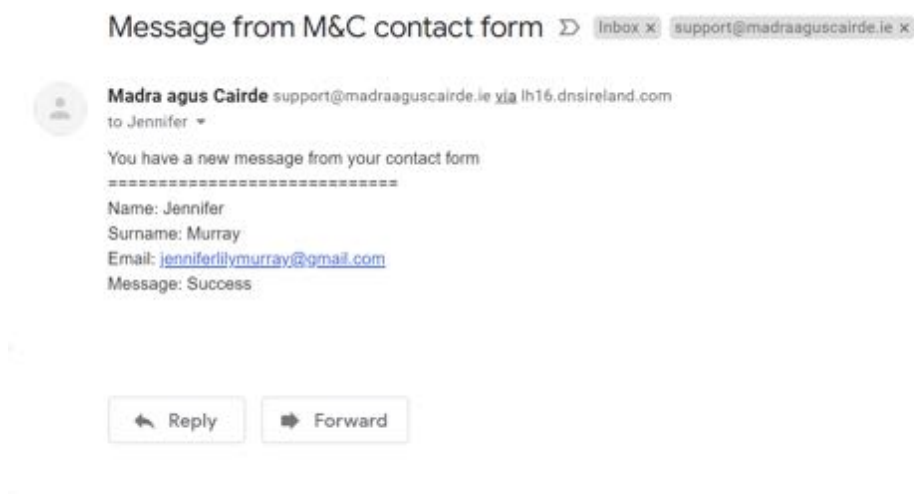 Message from M&C contact form Inbox x support@madraaguscairde.ie x
Madra agus Cairde support@madraaguscairde.ie via lh16.dnsireland.com
to Jennifer
You have a new message from your contact form
=============================
Name: Jennifer
Surname: Murray
Email: jenniferlilymurray@gmail.com
Message: Success
Reply Forward